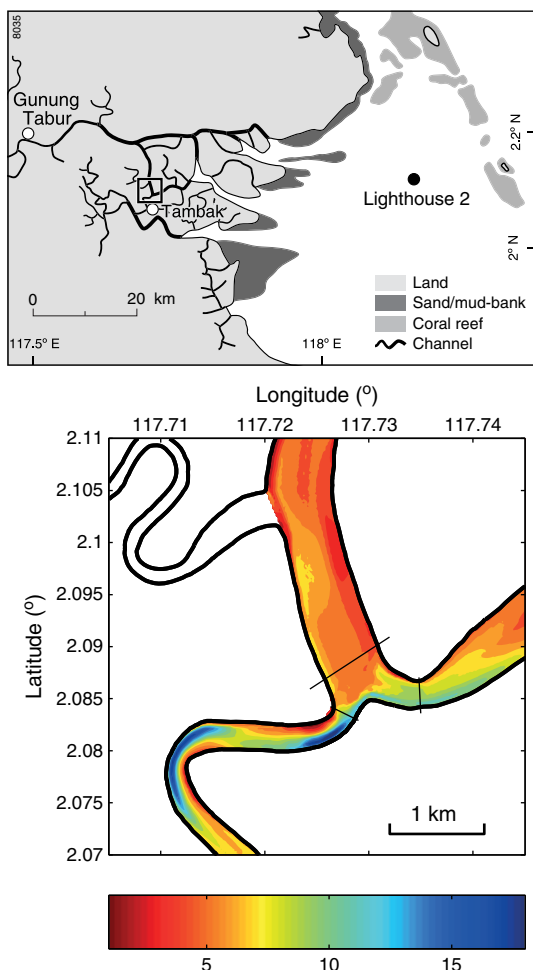 8035
Gunung
Tabur
Tambak
Lighthouse 2
2.2° N
2° N
Land
Sand/mud-bank
Coral reef
Channel
0 20 km
117.5° E
118° E
Longitude (°)
117.71 117.72 117.73 117.74
2.11
2.105
2.1
2.095
2.09
2.085
2.08
2.075
2.07
Latitude (°)
1 km
5 10 15